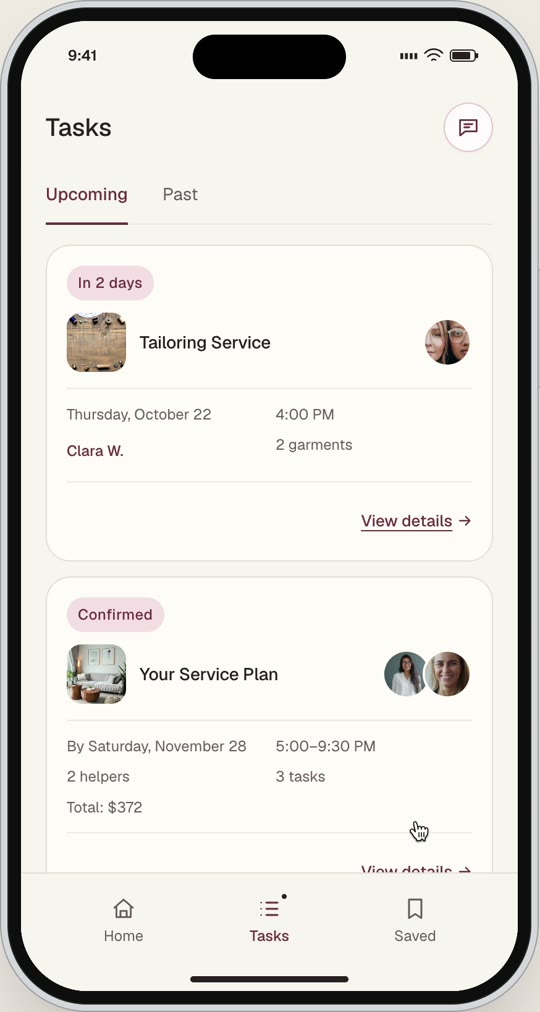 9:41
Tasks
Upcoming Past
In 2 days
Tailoring Service
Thursday, October 22 4:00 PM
Clara W. 2 garments
View details →
Confirmed
Your Service Plan
By Saturday, November 28 5:00–9:30 PM
2 helpers 3 tasks
Total: $372
View details →
Home Tasks Saved